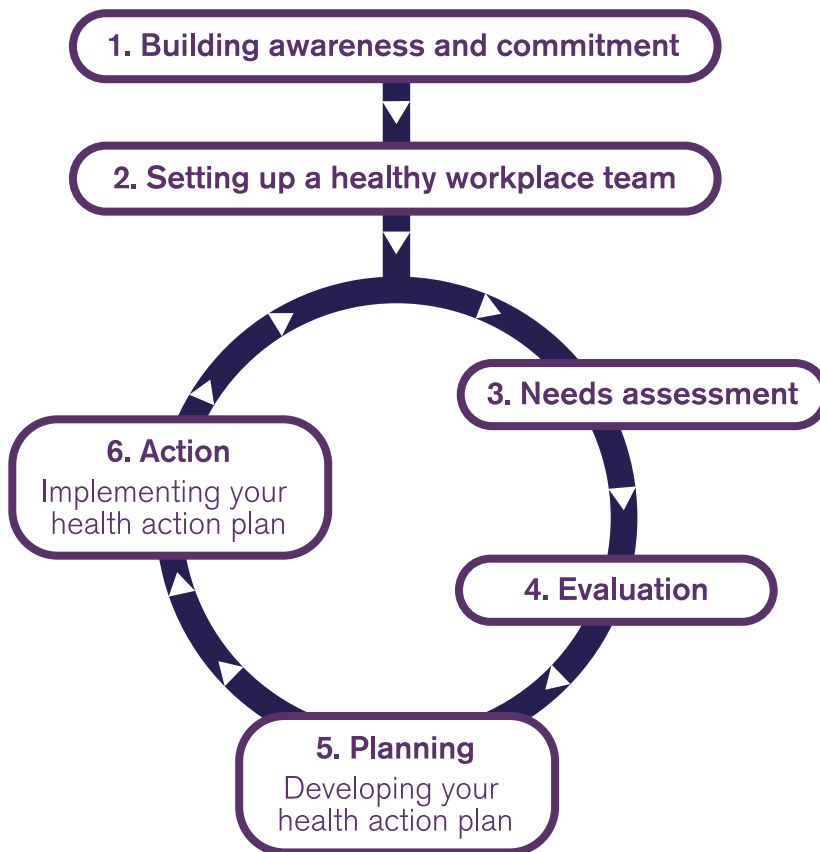 1. Building awareness and commitment
2. Setting up a healthy workplace team
3. Needs assessment
4. Evaluation
5. Planning
Developing your
health action plan
6. Action
Implementing your
health action plan